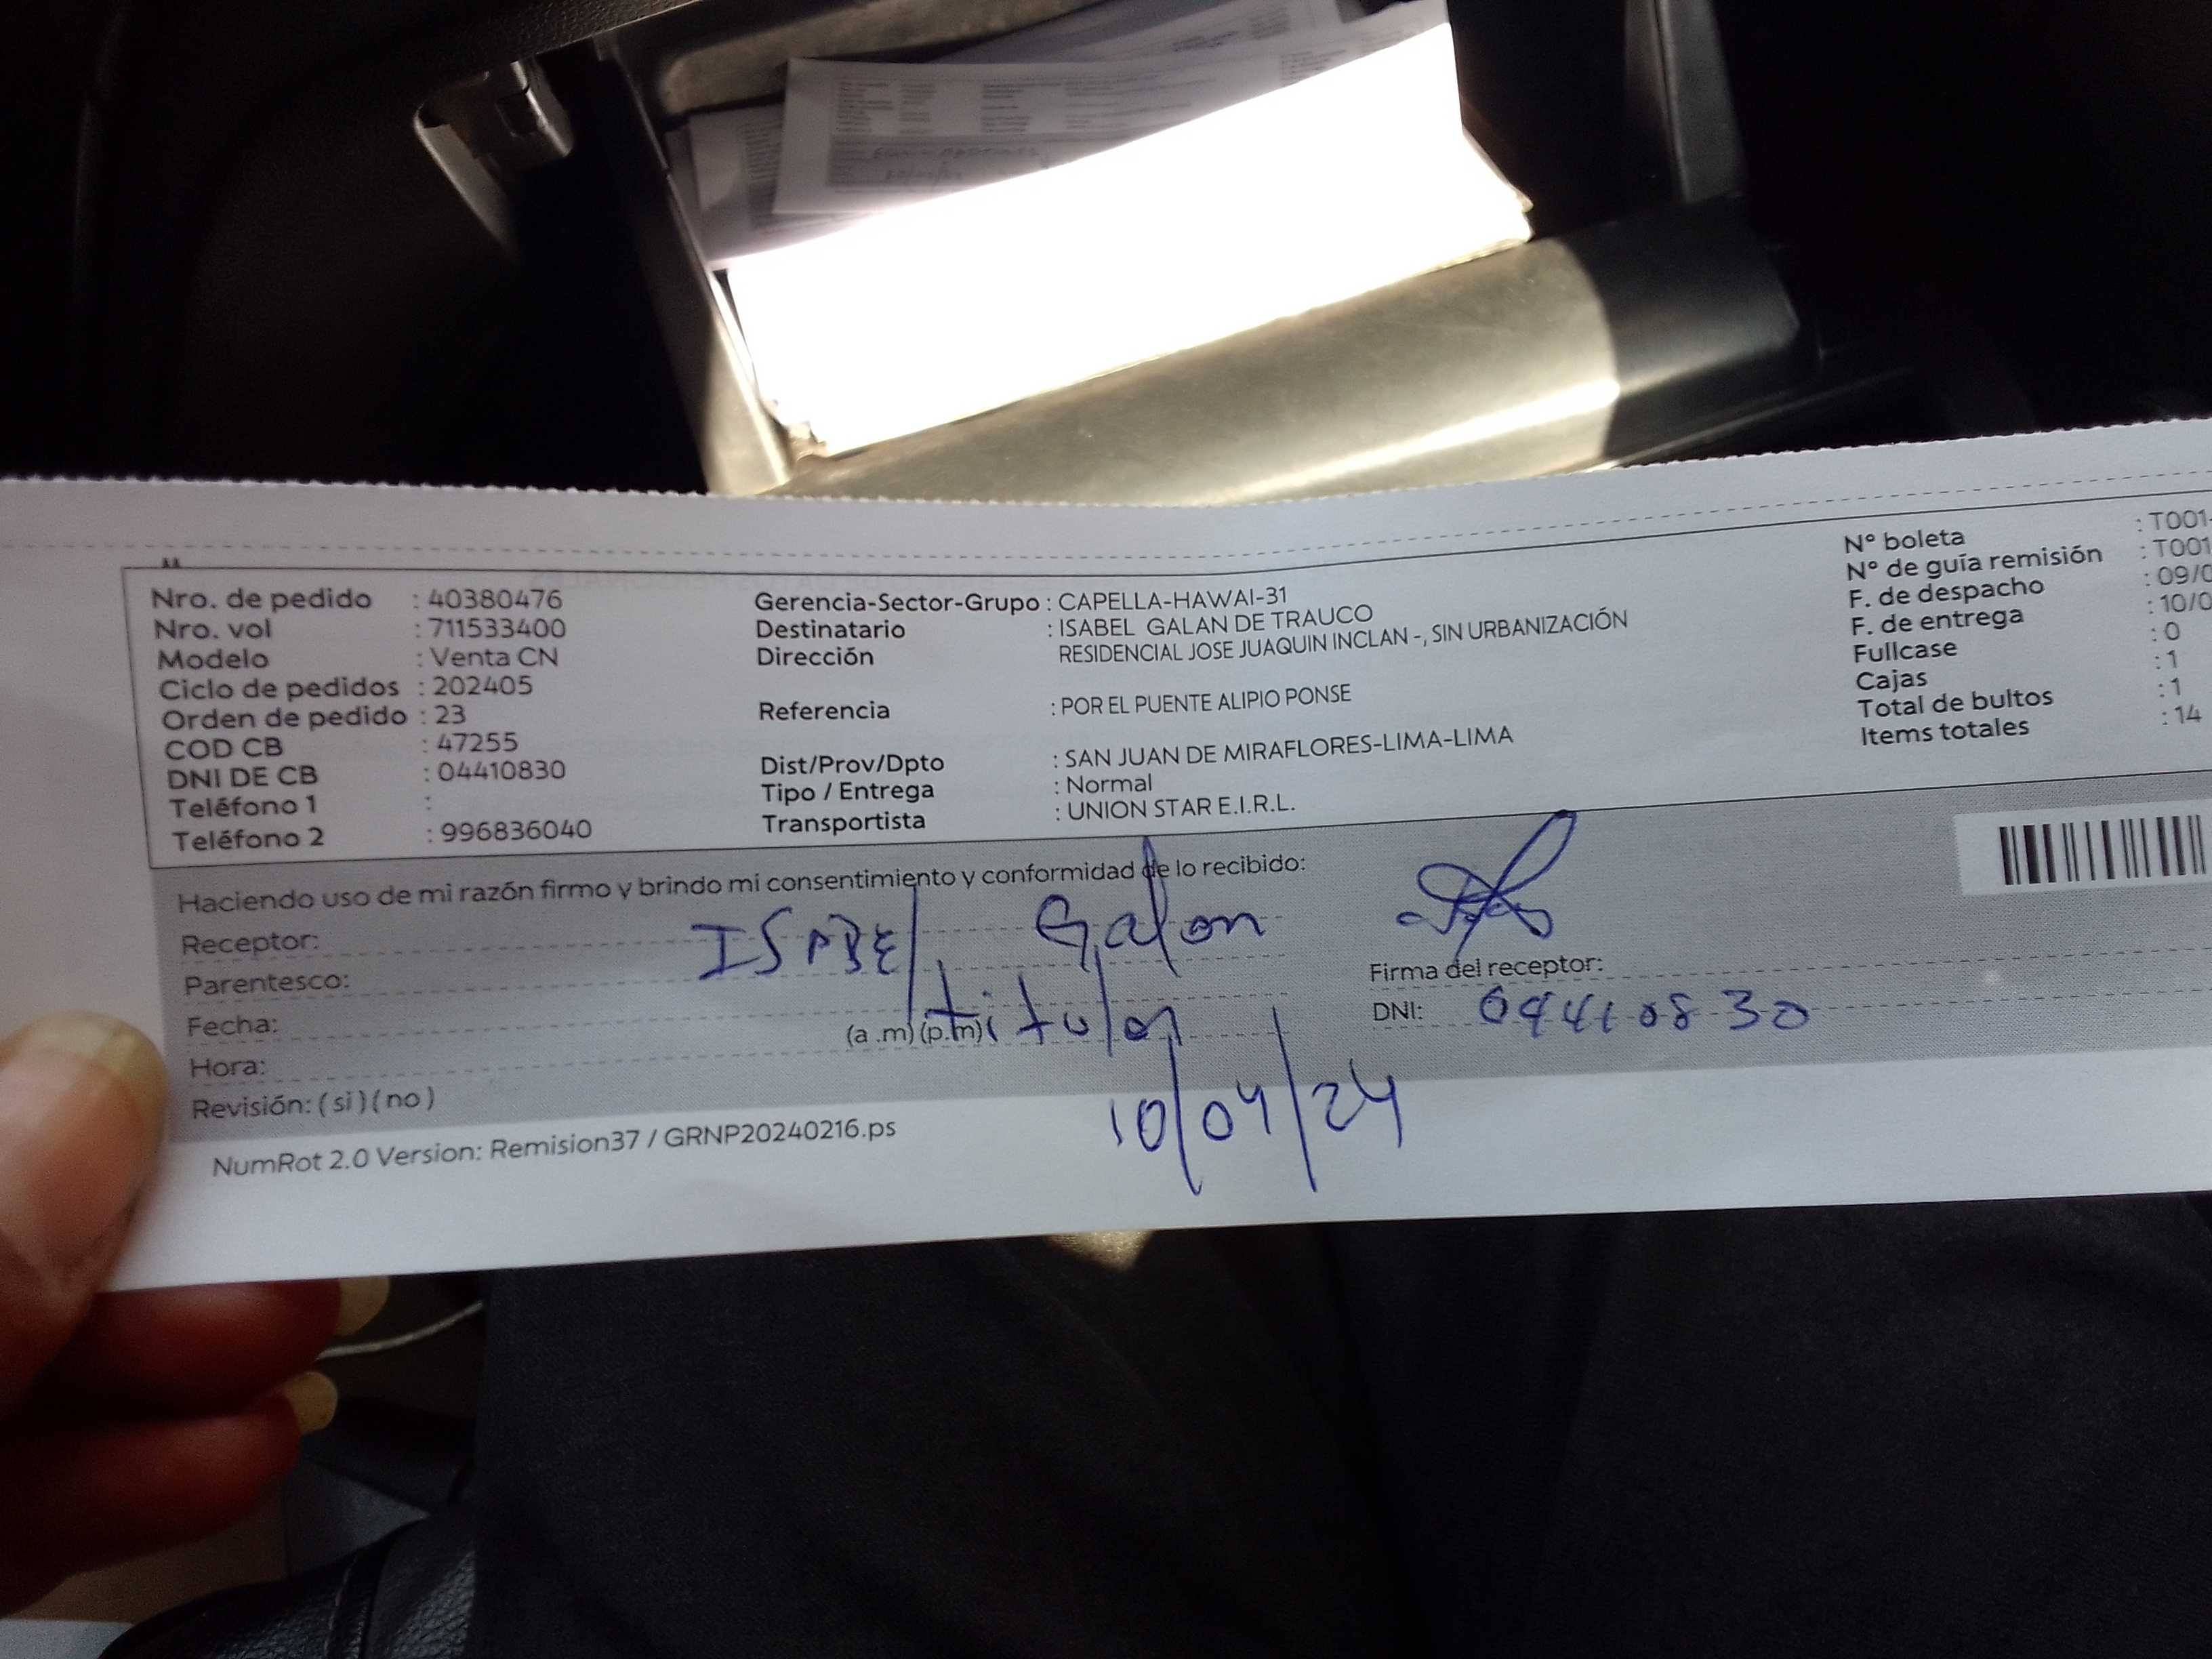 Nro. de pedido : 40380476
Nro. vol : 711533400
Modelo : Venta CN
Ciclo de pedidos : 202405
Orden de pedido : 23
COD CB : 47255
DNI DE CB : 04410830
Teléfono 1 :
Teléfono 2 : 996836040
Gerencia-Sector-Grupo : CAPELLA-HAWAI-31
Destinatario : ISABEL GALAN DE TRAUCO
Dirección RESIDENCIAL JOSE JUAQUIN INCLAN -, SIN URBANIZACIÓN
Referencia : POR EL PUENTE ALIPIO PONSE
Dist/Prov/Dpto : SAN JUAN DE MIRAFLORES-LIMA-LIMA
Tipo / Entrega : Normal
Transportista : UNION STAR E.I.R.L.
N° boleta : T001-
N° de guía remisión : T001
F. de despacho : 09/0
F. de entrega : 10/0
Fullcase : 0
Cajas : 1
Total de bultos : 1
Items totales : 14
Haciendo uso de mi razón firmo y brindo mi consentimiento y conformidad de lo recibido:
Receptor: ISABEl Galan
Parentesco: titular
Fecha:
(a .m) (p.m)
Hora:
Revisión: ( si ) ( no )
10/04/24
Firma del receptor:
DNI: 04410830
NumRot 2.0 Version: Remision37 / GRNP20240216.ps